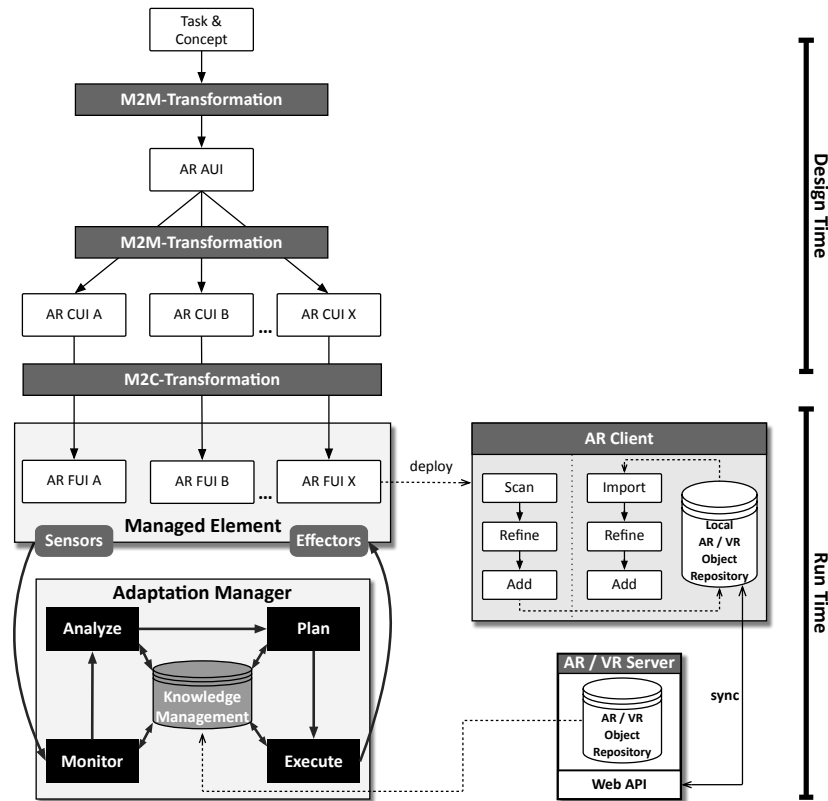 Task &
Concept
M2M-Transformation
AR AUI
M2M-Transformation
AR CUI A
AR CUI B
...
AR CUI X
M2C-Transformation
AR FUI A
AR FUI B
...
AR FUI X
Managed Element
Sensors
Effectors
deploy
Adaptation Manager
Analyze
Plan
Knowledge
Management
Monitor
Execute
AR Client
Scan
Refine
Add
Import
Refine
Add
Local
AR / VR
Object
Repository
sync
AR / VR Server
AR / VR
Object
Repository
Web API
Design Time
Run Time